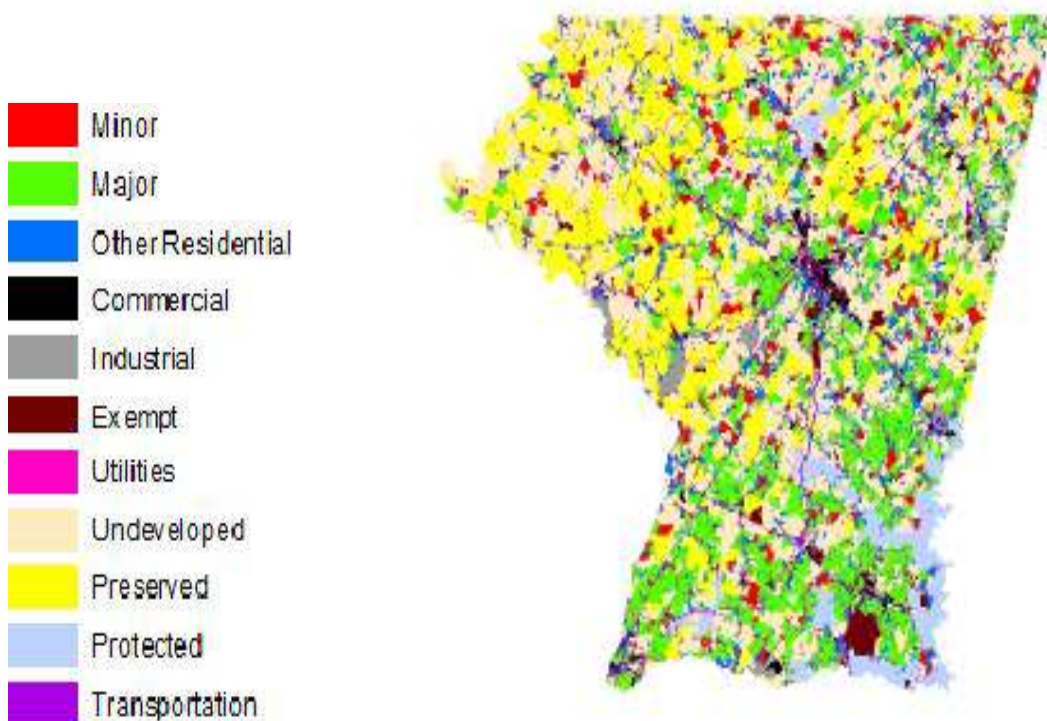 Minor
Major
Other Residential
Commercial
Industrial
Exempt
Utilities
Undeveloped
Preserved
Protected
Transportation